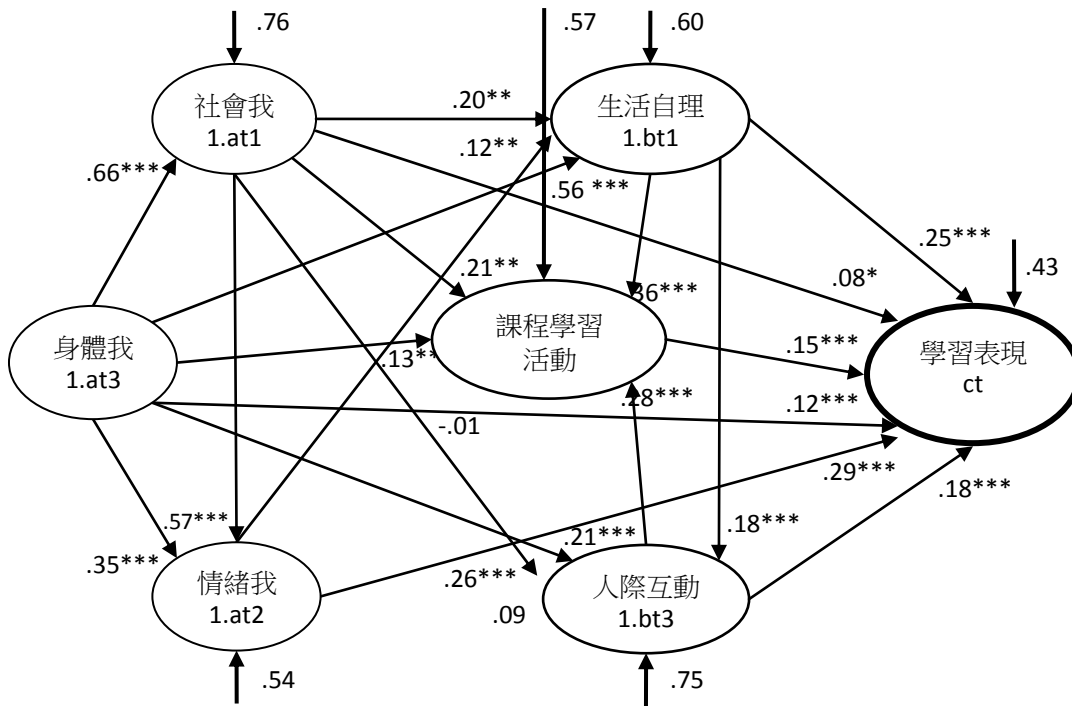 .76
.57
.60
社會我
1.at1
.20**
生活自理
1.bt1
.12**
.66***
.56 ***
.25***
.21**
.08*
.43
.36***
身體我
1.at3
課程學習
活動
.13**
.15***
學習表現
ct
.28***
.12***
-.01
.29***
.18***
.57***
.21***
.18***
.35***
.26***
情緒我
1.at2
.09
人際互動
1.bt3
.54
.75